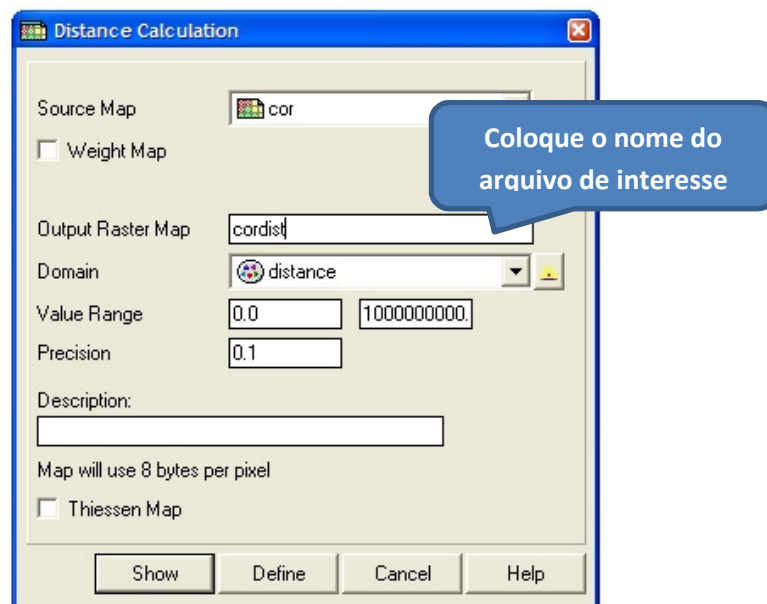 Distance Calculation
Source Map
cor
Weight Map
Coloque o nome do
arquivo de interesse
Output Raster Map
cordist
Domain
distance
Value Range
0.0
1000000000.
Precision
0.1
Description:
Map will use 8 bytes per pixel
Thiessen Map
Show
Define
Cancel
Help